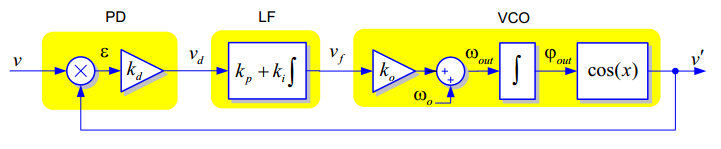 PD LF VCO
v ε k_d v_d k_p + k_i ∫ v_f k_o + + ω_out ∫ φ_out cos(x) v′
ω_o